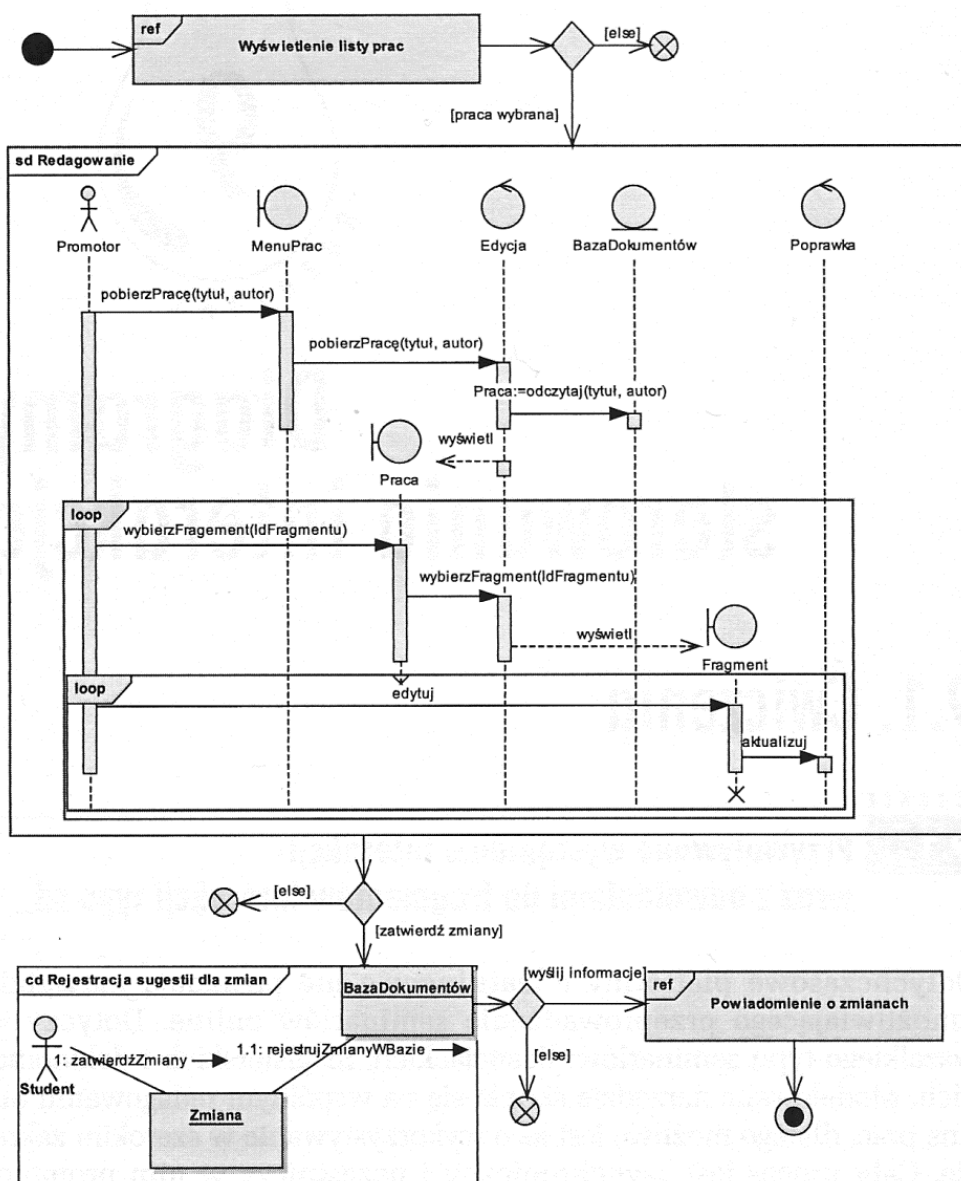 ref
Wyświetlenie listy prac
[else]
[praca wybrana]
sd Redagowanie
Promotor
MenuPrac
Edycja
BazaDokumentów
Poprawka
pobierzPracę(tytuł, autor)
pobierzPracę(tytuł, autor)
Praca:=odczytaj(tytuł, autor)
wyświetl
Praca
loop
wybierzFragement(IdFragmentu)
wybierzFragment(IdFragmentu)
wyświetl
Fragment
loop
edytuj
aktualizuj
[else]
[zatwierdź zmiany]
cd Rejestracja sugestii dla zmian
BazaDokumentów
[wyślij informacje]
ref
Powiadomienie o zmianach
1: zatwierdźZmiany
1.1: rejestrujZmianyWBazie
[else]
Student
Zmiana